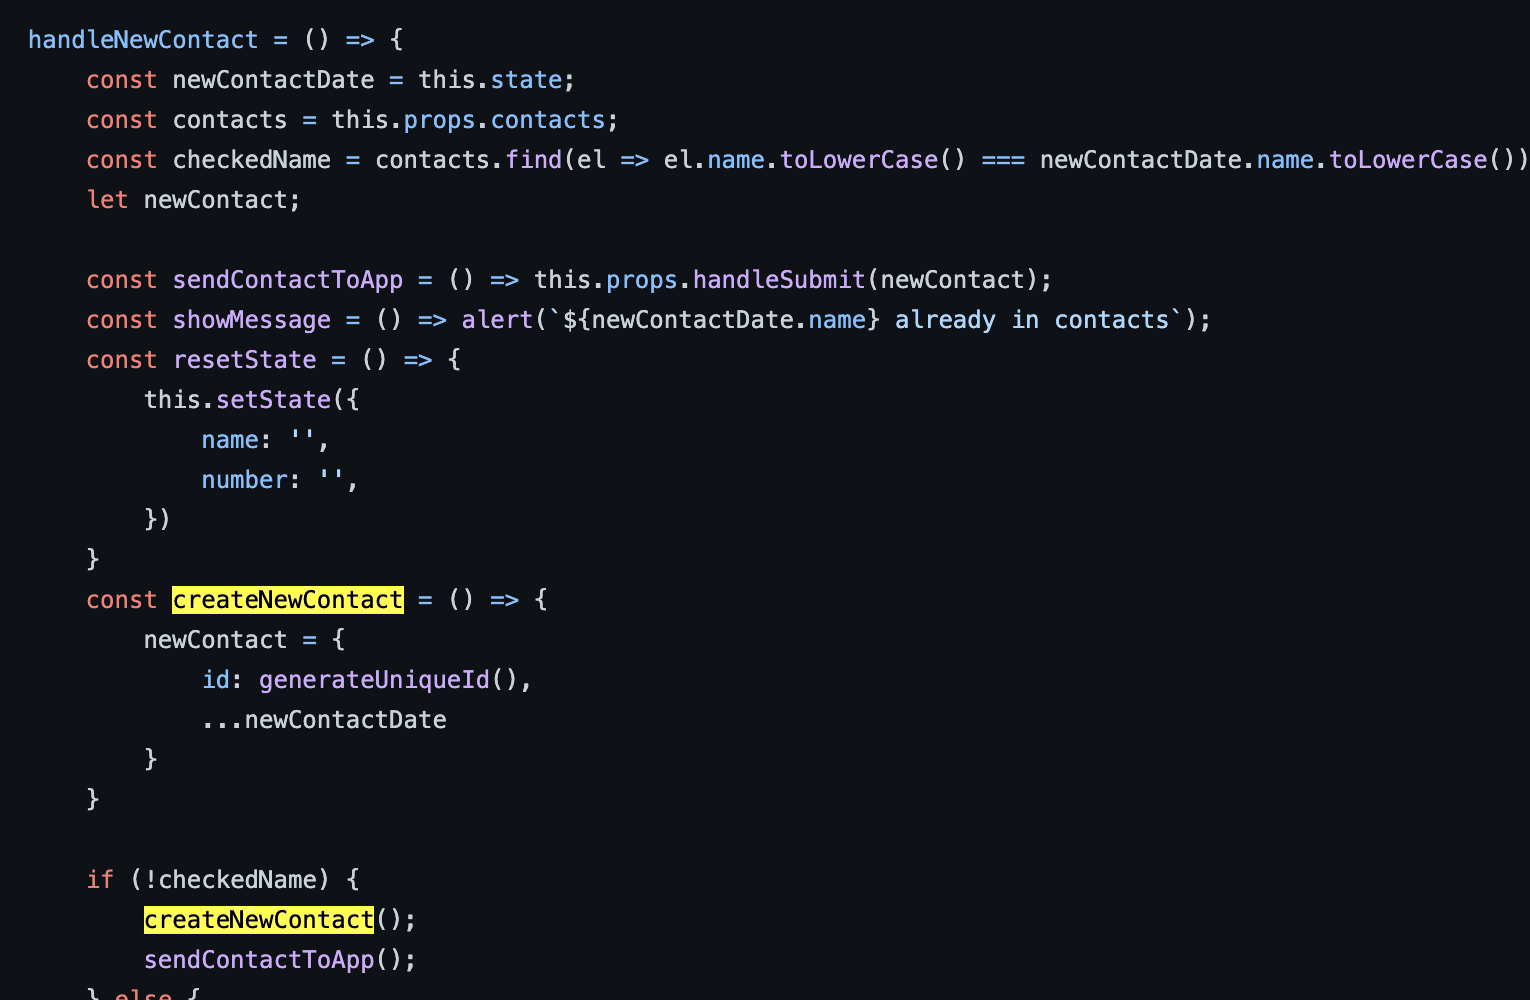 handleNewContact = () => {
    const newContactDate = this.state;
    const contacts = this.props.contacts;
    const checkedName = contacts.find(el => el.name.toLowerCase() === newContactDate.name.toLowerCase())
    let newContact;

    const sendContactToApp = () => this.props.handleSubmit(newContact);
    const showMessage = () => alert(`${newContactDate.name} already in contacts`);
    const resetState = () => {
        this.setState({
            name: '',
            number: '',
        })
    }
    const createNewContact = () => {
        newContact = {
            id: generateUniqueId(),
            ...newContactDate
        }
    }

    if (!checkedName) {
        createNewContact();
        sendContactToApp();
    } else {